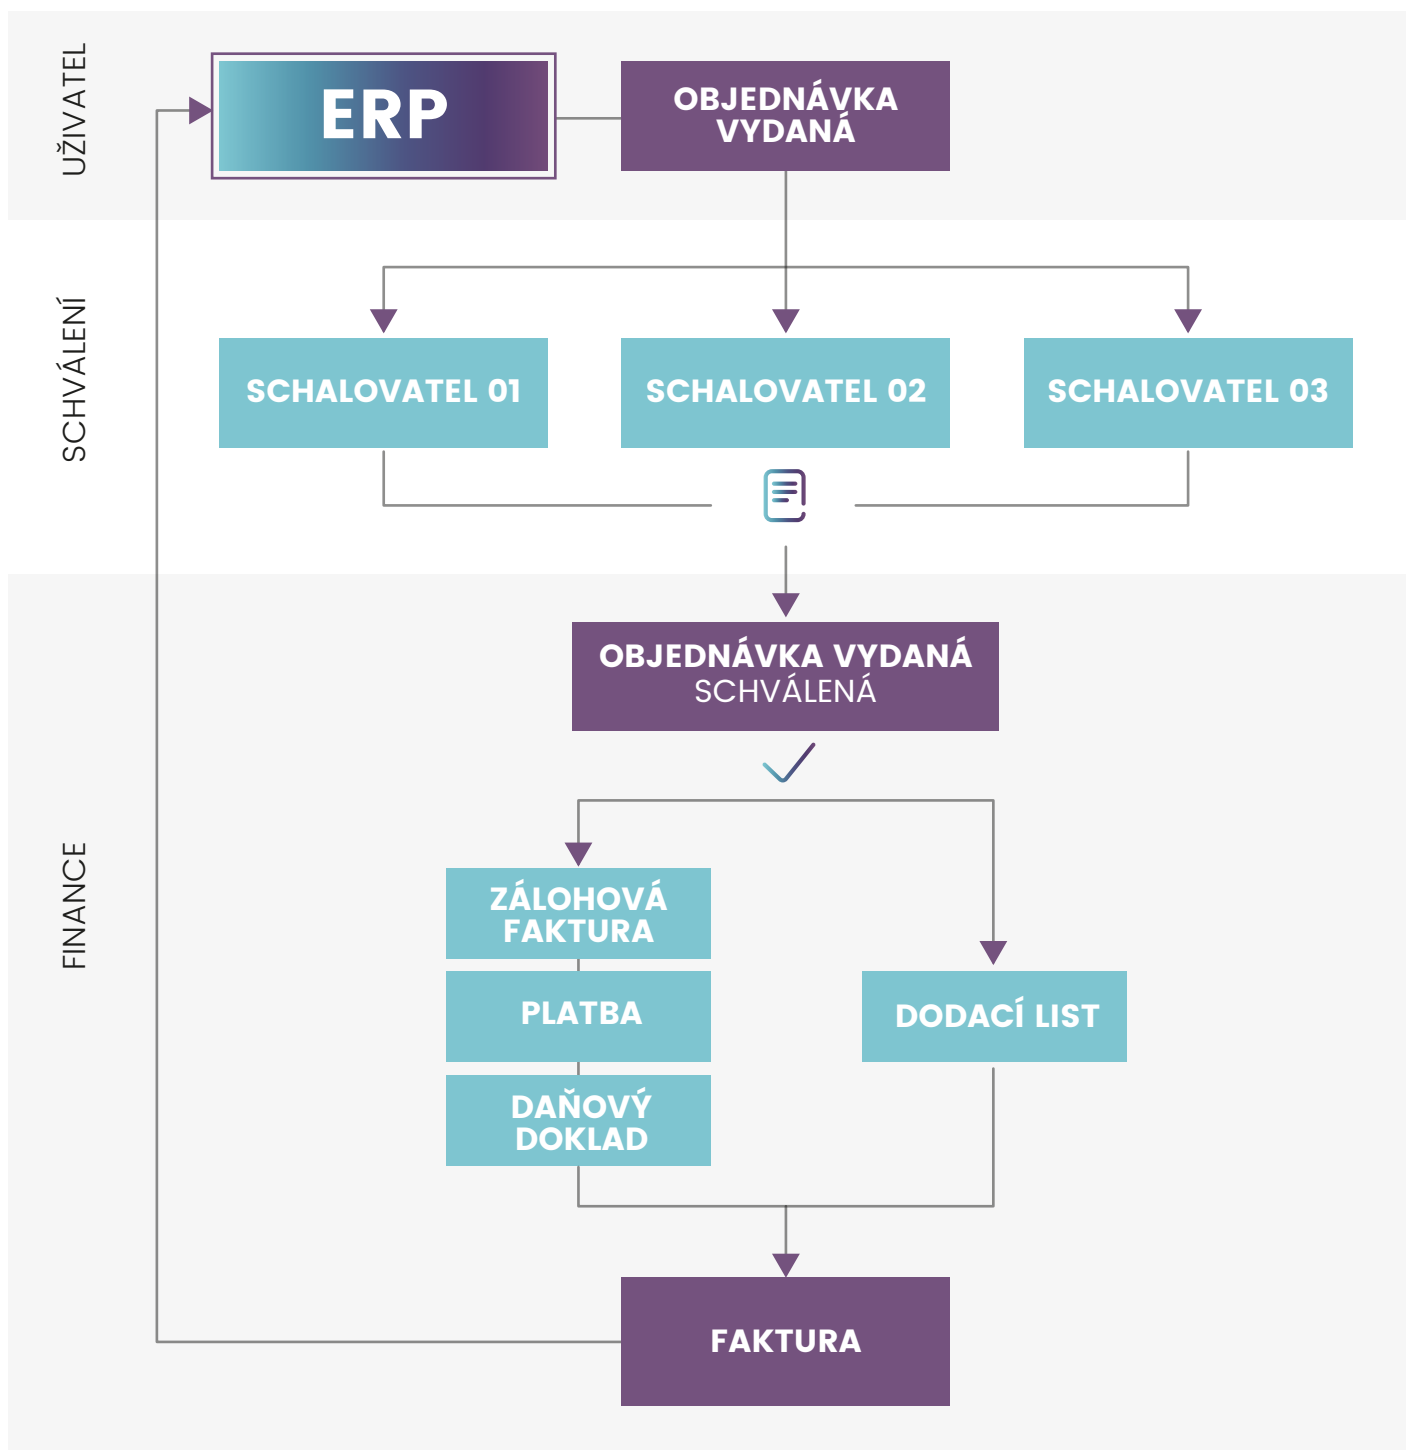 UŽIVATEL
ERP
OBJEDNÁVKA
VYDANÁ
SCHVÁLENÍ
SCHALOVATEL 01
SCHALOVATEL 02
SCHALOVATEL 03
FINANCE
OBJEDNÁVKA VYDANÁ
SCHVÁLENÁ
ZÁLOHOVÁ
FAKTURA
PLATBA
DODACÍ LIST
DAŇOVÝ
DOKLAD
FAKTURA